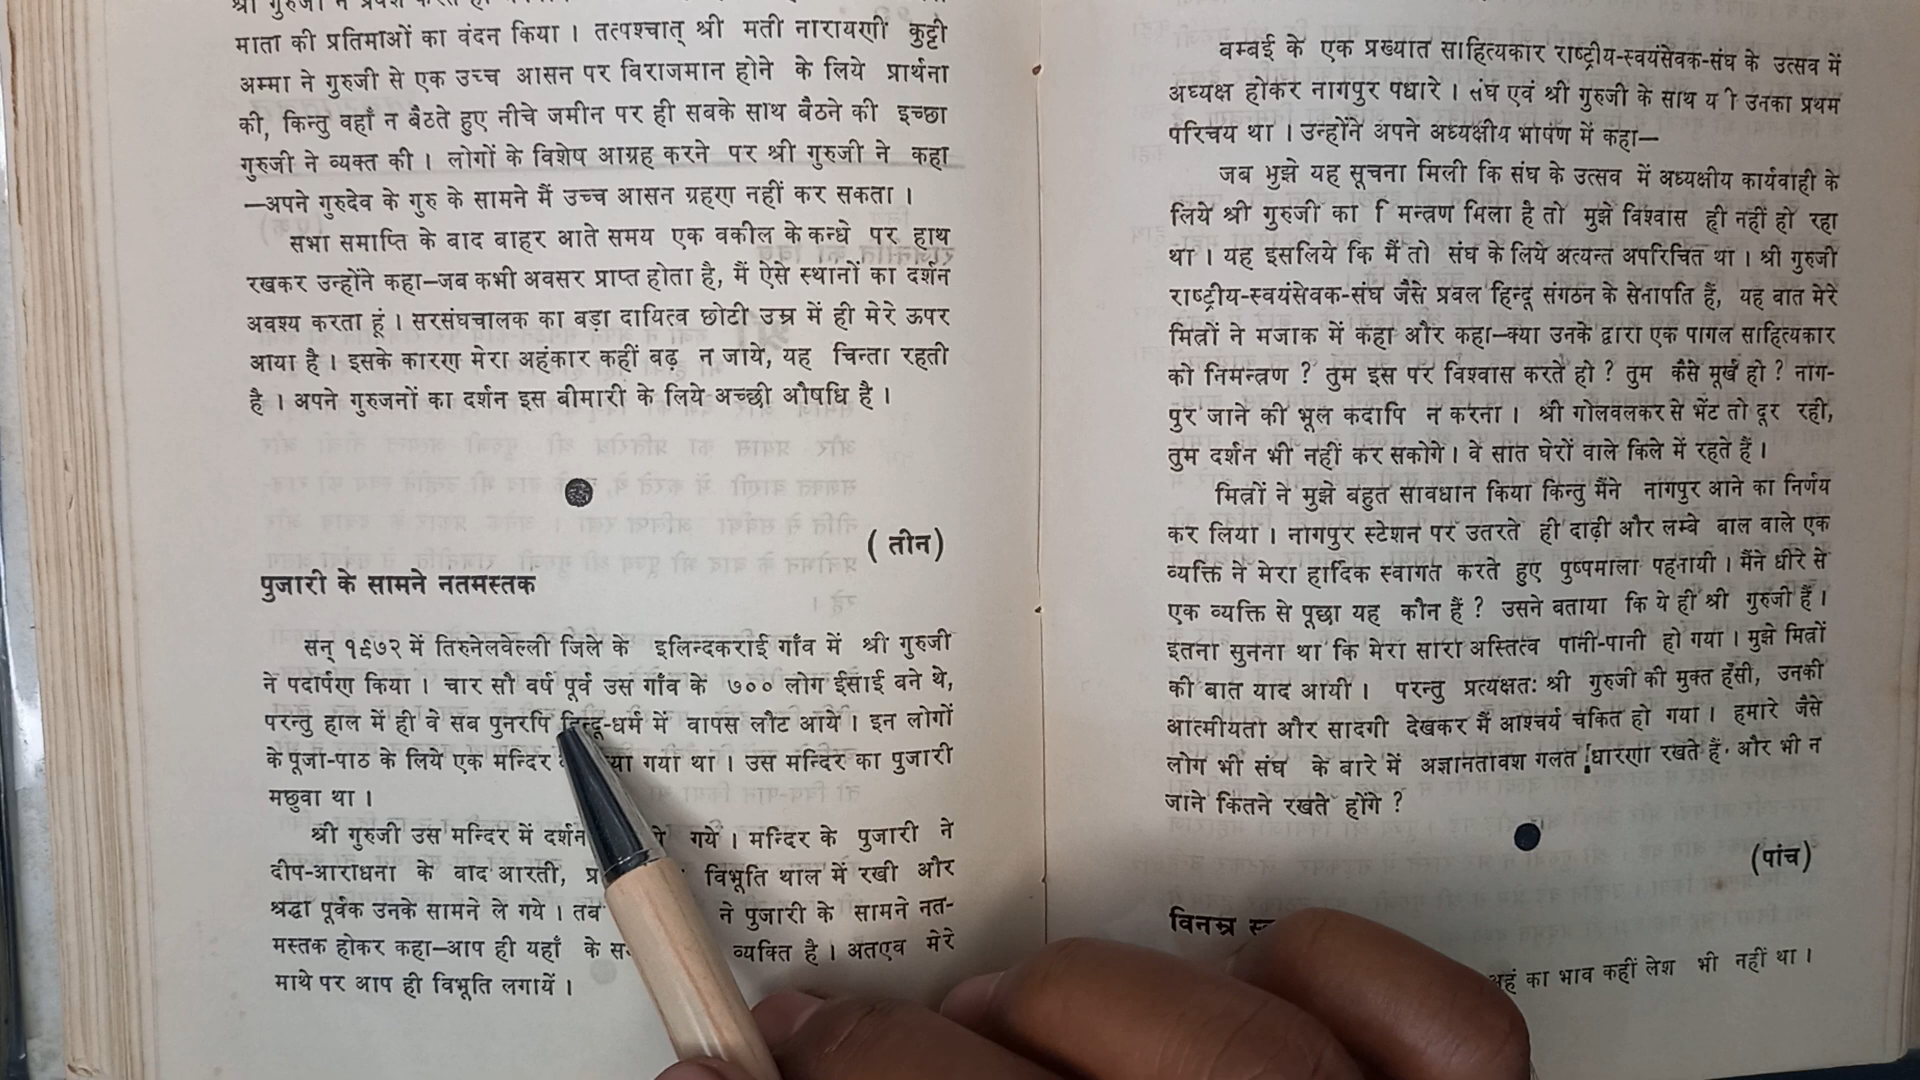 माता की प्रतिमाओं का वंदन किया । तत्पश्चात् श्री मती नारायणी कुट्टी
अम्मा ने गुरुजी से एक उच्च आसन पर विराजमान होने के लिये प्रार्थना
की, किन्तु वहाँ न बैठते हुए नीचे जमीन पर ही सबके साथ बैठने की इच्छा
गुरुजी ने व्यक्त की । लोगों के विशेष आग्रह करने पर श्री गुरुजी ने कहा
—अपने गुरुदेव के गुरु के सामने मैं उच्च आसन ग्रहण नहीं कर सकता ।
सभा समाप्ति के बाद बाहर आते समय एक वकील के कन्धे पर हाथ
रखकर उन्होंने कहा—जब कभी अवसर प्राप्त होता है, मैं ऐसे स्थानों का दर्शन
अवश्य करता हूं । सरसंघचालक का बड़ा दायित्व छोटी उम्र में ही मेरे ऊपर
आया है । इसके कारण मेरा अहंकार कहीं बढ़ न जाये, यह चिन्ता रहती
है । अपने गुरुजनों का दर्शन इस बीमारी के लिये अच्छी औषधि है ।
( तीन)
पुजारी के सामने नतमस्तक
सन् १९७२ में तिरुनेलवेल्ली जिले के इलिन्दकराई गाँव में श्री गुरुजी
ने पदार्पण किया । चार सौ वर्ष पूर्व उस गाँव के ७०० लोग ईसाई बने थे,
परन्तु हाल में ही वे सब पुनरपि हिन्दू-धर्म में वापस लौट आये । इन लोगों
के पूजा-पाठ के लिये एक मन्दिर गया था । उस मन्दिर का पुजारी
मछुवा था ।
श्री गुरुजी उस मन्दिर में दर्शन गये । मन्दिर के पुजारी ने
दीप-आराधना के बाद आरती, विभूति थाल में रखी और
श्रद्धा पूर्वक उनके सामने ले गये । तब ने पुजारी के सामने नत-
मस्तक होकर कहा—आप ही यहाँ के व्यक्ति है । अतएव मेरे
माथे पर आप ही विभूति लगायें ।
बम्बई के एक प्रख्यात साहित्यकार राष्ट्रीय-स्वयंसेवक-संघ के उत्सव में
अध्यक्ष होकर नागपुर पधारे । संघ एवं श्री गुरुजी के साथ उनका प्रथम
परिचय था । उन्होंने अपने अध्यक्षीय भाषण में कहा—
जब मुझे यह सूचना मिली कि संघ के उत्सव में अध्यक्षीय कार्यवाही के
लिये श्री गुरुजी का िमन्त्रण मिला है तो मुझे विश्वास ही नहीं हो रहा
था । यह इसलिये कि मैं तो संघ के लिये अत्यन्त अपरिचित था । श्री गुरुजी
राष्ट्रीय-स्वयंसेवक-संघ जैसे प्रवल हिन्दू संगठन के सेनापति हैं, यह बात मेरे
मित्रों ने मजाक में कहा और कहा—क्या उनके द्वारा एक पागल साहित्यकार
को निमन्त्रण ? तुम इस पर विश्वास करते हो ? तुम कैसे मूर्ख हो ? नाग-
पुर जाने की भूल कदापि न करना । श्री गोलवलकर से भेंट तो दूर रही,
तुम दर्शन भी नहीं कर सकोगे । वे सात घेरों वाले किले में रहते हैं ।
मित्रों ने मुझे बहुत सावधान किया किन्तु मैंने नागपुर आने का निर्णय
कर लिया । नागपुर स्टेशन पर उतरते ही दाढ़ी और लम्बे बाल वाले एक
व्यक्ति ने मेरा हार्दिक स्वागत करते हुए पुष्पमाला पहनायी । मैंने धीरे से
एक व्यक्ति से पूछा यह कौन हैं ? उसने बताया कि ये ही श्री गुरुजी हैं ।
इतना सुनना था कि मेरा सारा अस्तित्व पानी-पानी हो गया । मुझे मित्रों
की बात याद आयी । परन्तु प्रत्यक्षतः श्री गुरुजी की मुक्त हँसी, उनकी
आत्मीयता और सादगी देखकर मैं आश्चर्य चकित हो गया । हमारे जैसे
लोग भी संघ के बारे में अज्ञानतावश गलत धारणा रखते हैं और भी न
जाने कितने रखते होंगे ?
(पांच)
विनम्र
अहं का भाव कहीं लेश भी नहीं था ।